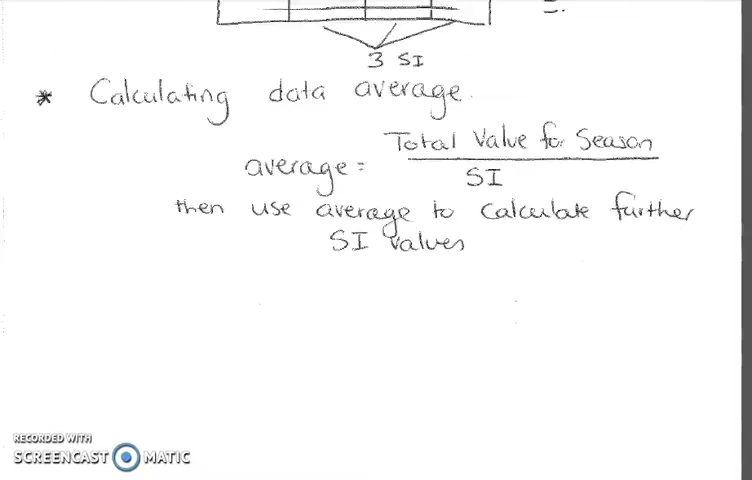 3 SI
* Calculating data average.
Total Value for Season
average = SI
then use average to calculate further
SI values
RECORDED WITH
SCREENCAST MATIC